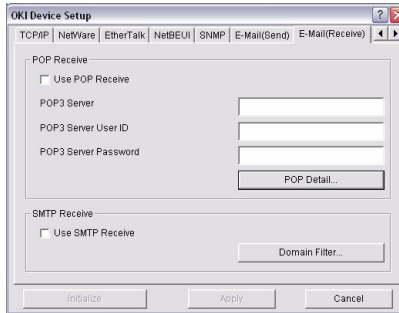 OKI Device Setup
TCP/IP NetWare EtherTalk NetBEUI SNMP E-Mail(Send) E-Mail(Receive)
POP Receive
Use POP Receive
POP3 Server
POP3 Server User ID
POP3 Server Password
POP Detail...
SMTP Receive
Use SMTP Receive
Domain Filter...
Initialize Apply Cancel